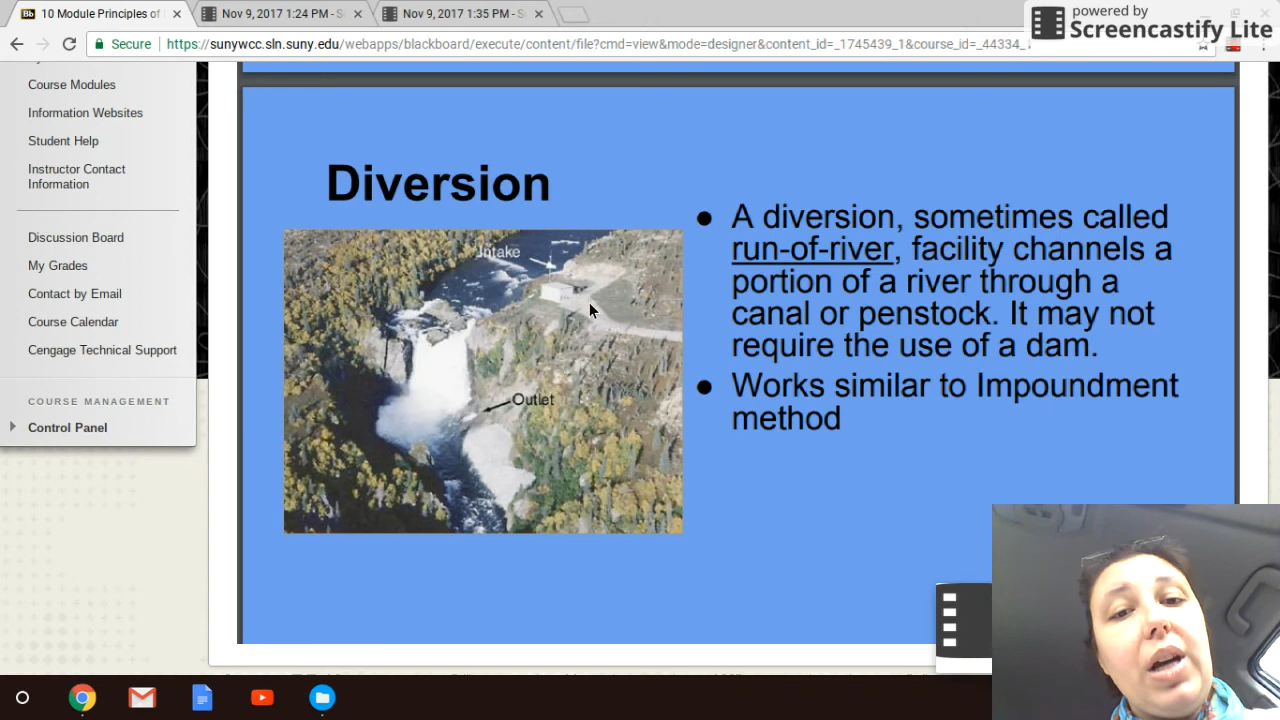 10 Module Principles of
Nov 9, 2017 1:24 PM - S
Nov 9, 2017 1:35 PM - S
powered by
Screencastify Lite
Secure
https://sunywcc.sln.suny.edu/webapps/blackboard/execute/content/file?cmd=view&mode=designer&content_id=_1745439_1&course_id=_44334_
Course Modules
Information Websites
Student Help
Instructor Contact
Information
Discussion Board
My Grades
Contact by Email
Course Calendar
Cengage Technical Support
COURSE MANAGEMENT
Control Panel
Diversion
Intake
Outlet
● A diversion, sometimes called
run-of-river, facility channels a
portion of a river through a
canal or penstock. It may not
require the use of a dam.
● Works similar to Impoundment
method